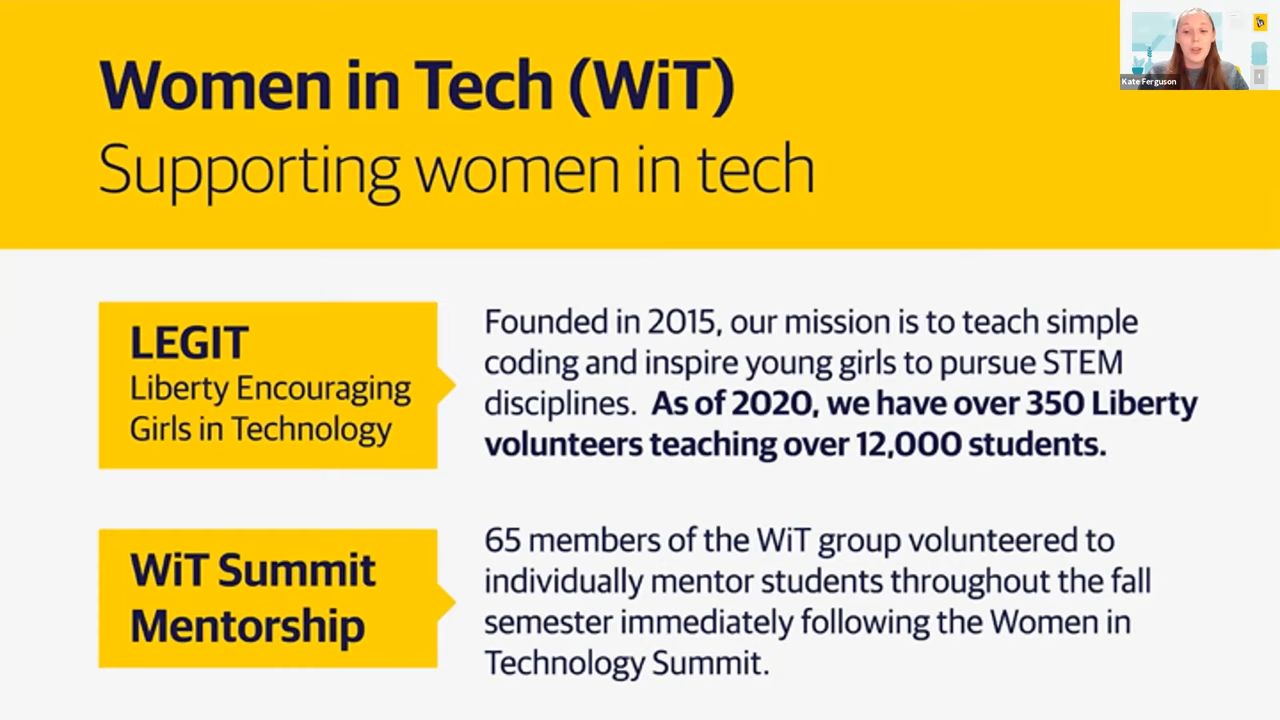 Women in Tech (WiT)
Supporting women in tech
Kate Ferguson
LEGIT
Liberty Encouraging
Girls in Technology
Founded in 2015, our mission is to teach simple
coding and inspire young girls to pursue STEM
disciplines. As of 2020, we have over 350 Liberty
volunteers teaching over 12,000 students.
WiT Summit
Mentorship
65 members of the WiT group volunteered to
individually mentor students throughout the fall
semester immediately following the Women in
Technology Summit.